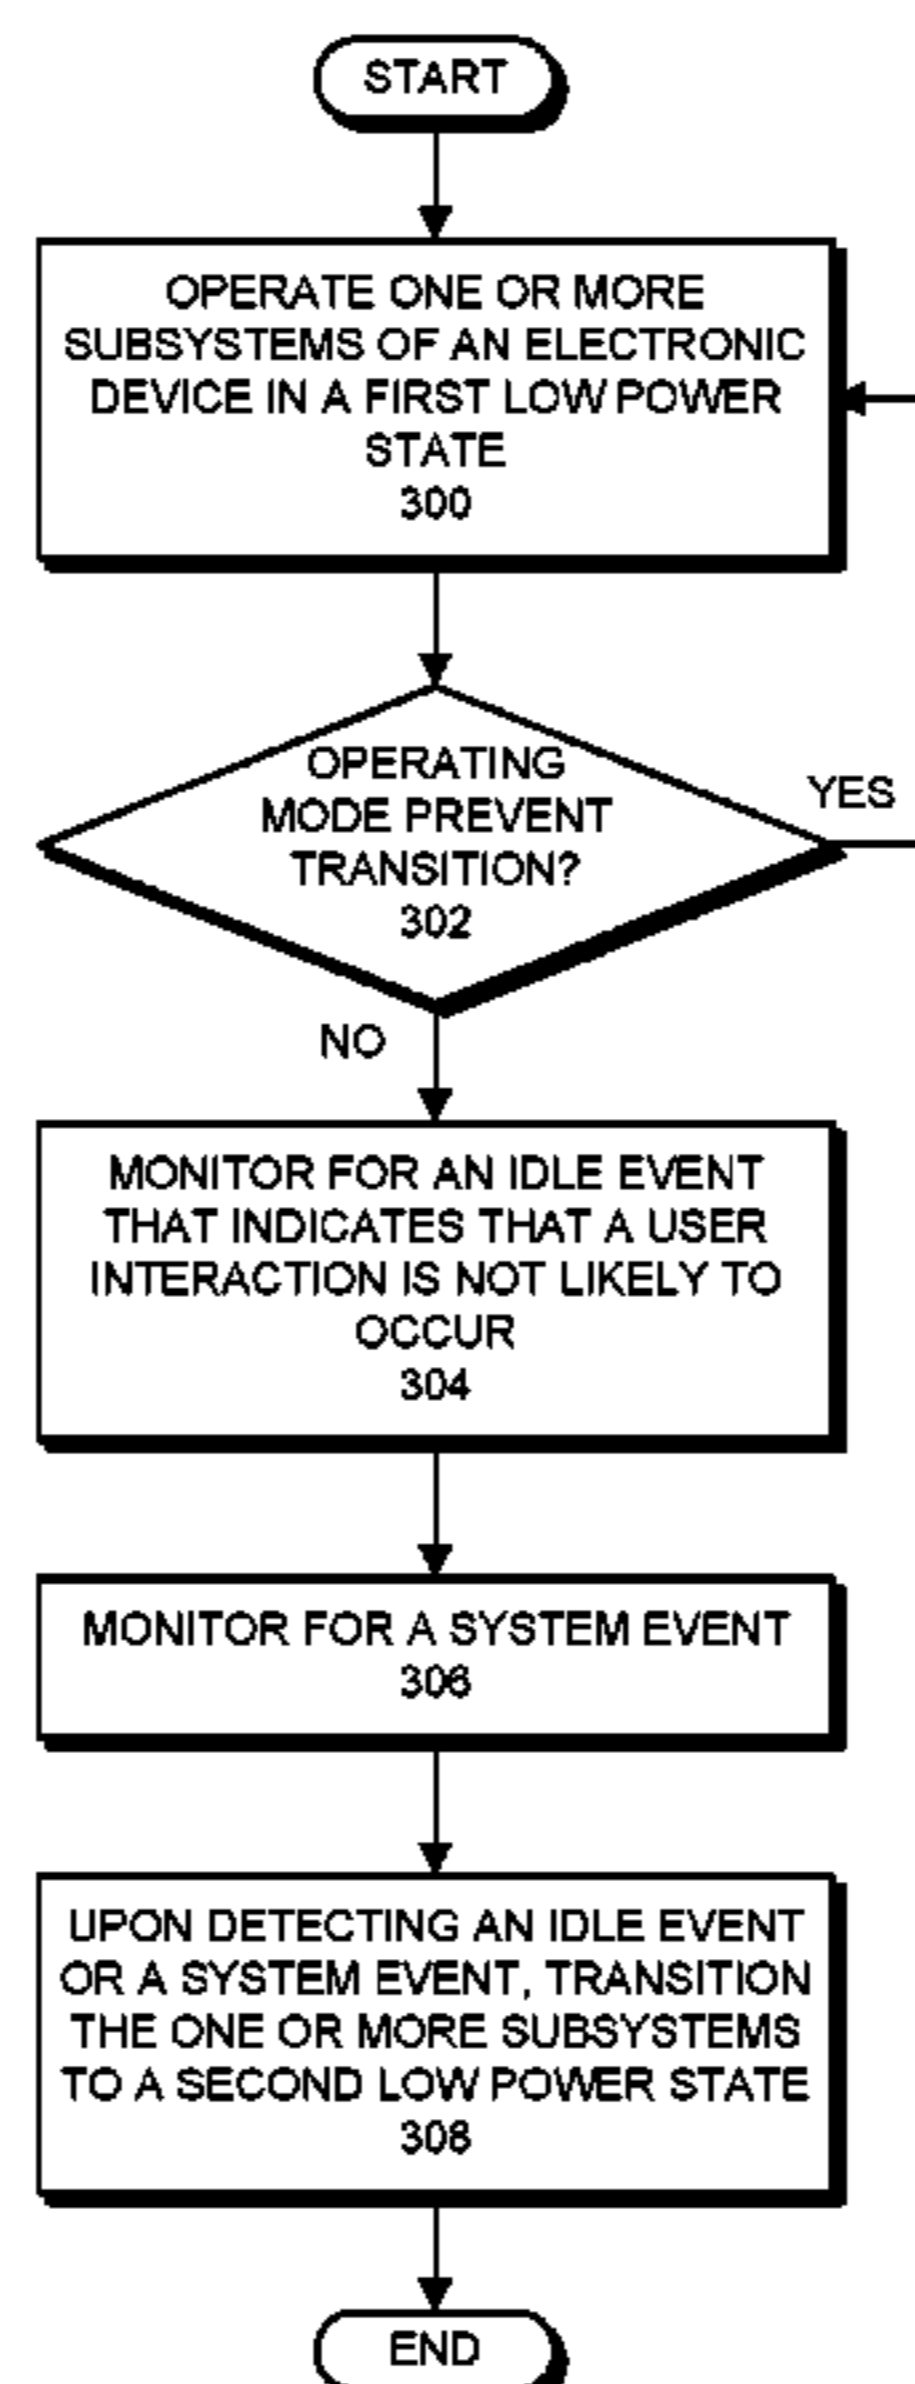 START
OPERATE ONE OR MORE
SUBSYSTEMS OF AN ELECTRONIC
DEVICE IN A FIRST LOW POWER
STATE
300
OPERATING
MODE PREVENT
TRANSITION?
302
YES
NO
MONITOR FOR AN IDLE EVENT
THAT INDICATES THAT A USER
INTERACTION IS NOT LIKELY TO
OCCUR
304
MONITOR FOR A SYSTEM EVENT
306
UPON DETECTING AN IDLE EVENT
OR A SYSTEM EVENT, TRANSITION
THE ONE OR MORE SUBSYSTEMS
TO A SECOND LOW POWER STATE
308
END